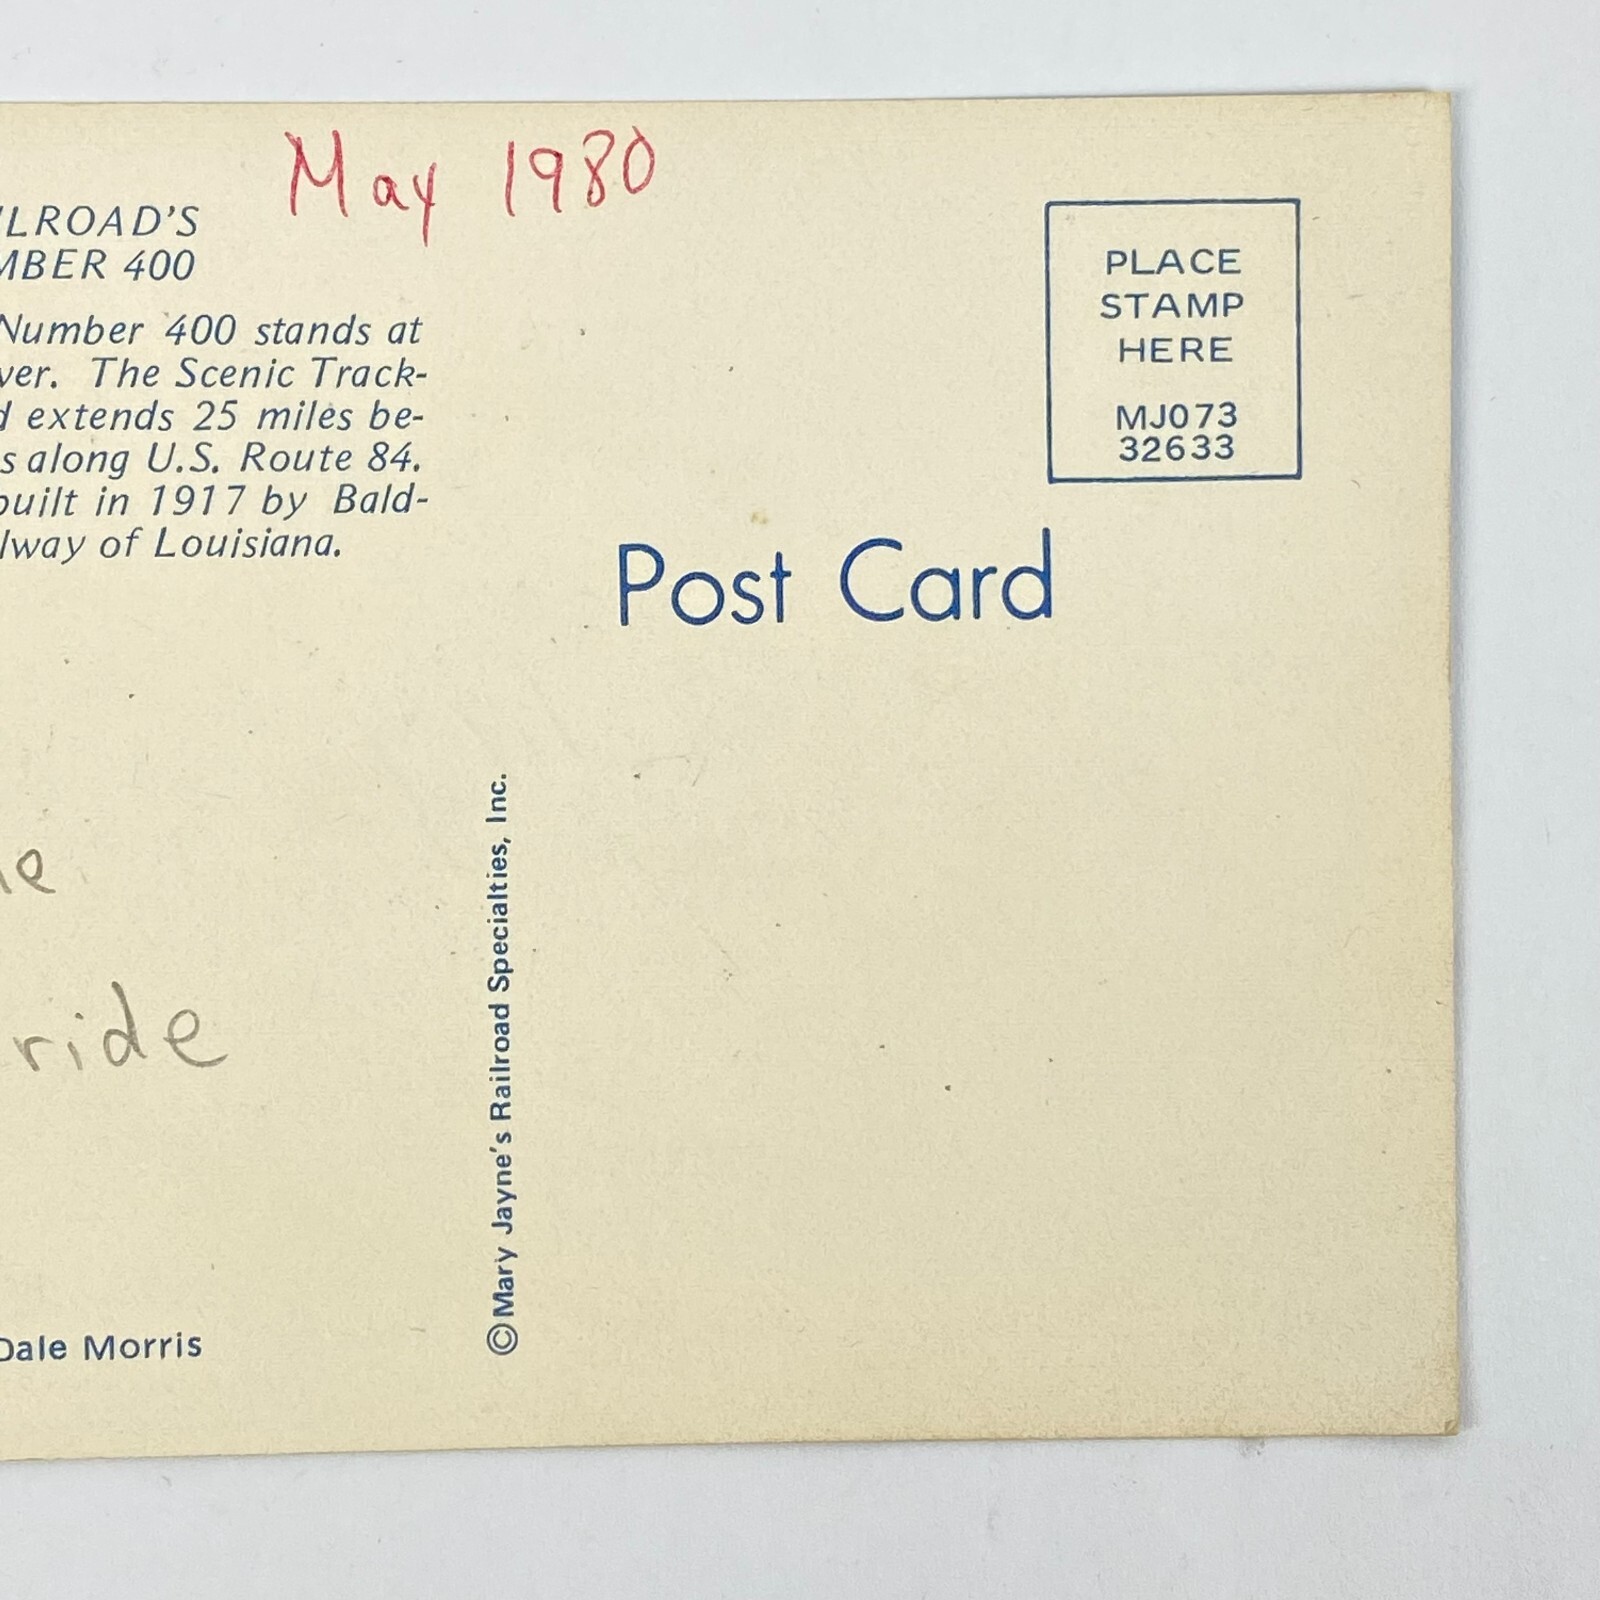 May 1980
ILROAD'S
MBER 400
Number 400 stands at
ver. The Scenic Track-
d extends 25 miles be-
s along U.S. Route 84.
built in 1917 by Bald-
lway of Louisiana.
PLACE
STAMP
HERE
MJ073
32633
Post Card
ride
©Mary Jayne's Railroad Specialties, Inc.
Dale Morris